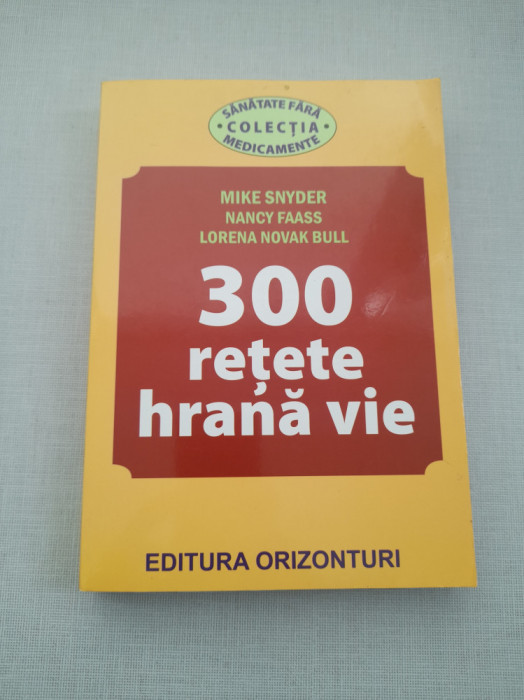 SĂNĂTATE FĂRĂ
• COLECȚIA •
MEDICAMENTE
MIKE SNYDER
NANCY FAASS
LORENA NOVAK BULL
300
rețete
hrană vie
EDITURA ORIZONTURI